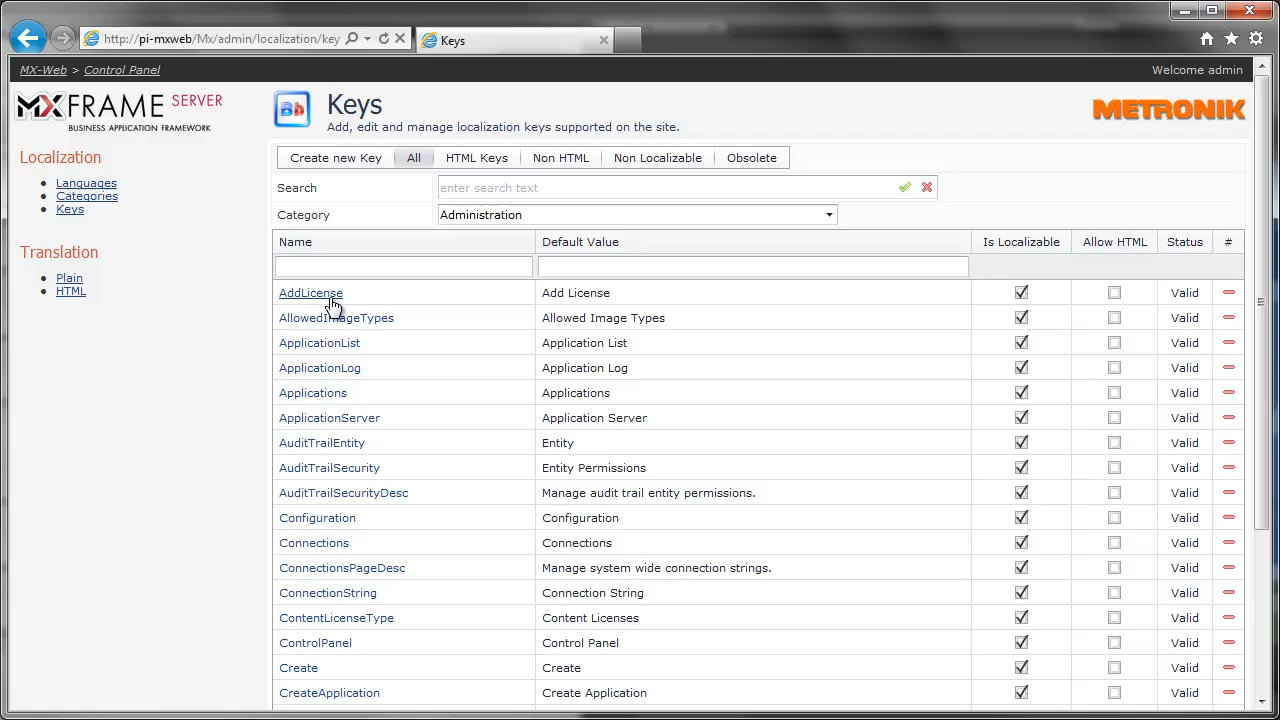 http://pi-mxweb/Mx/admin/localization/key
Keys
MX-Web > Control Panel
Welcome admin
MXFRAME SERVER
BUSINESS APPLICATION FRAMEWORK
Bb
Keys
Add, edit and manage localization keys supported on the site.
METRONIK
Localization
Languages
Categories
Keys
Translation
Plain
HTML
Create new Key All HTML Keys Non HTML Non Localizable Obsolete
Search enter search text
Category Administration
Name Default Value Is Localizable Allow HTML Status #
AddLicense Add License Valid
AllowedImageTypes Allowed Image Types Valid
ApplicationList Application List Valid
ApplicationLog Application Log Valid
Applications Applications Valid
ApplicationServer Application Server Valid
AuditTrailEntity Entity Valid
AuditTrailSecurity Entity Permissions Valid
AuditTrailSecurityDesc Manage audit trail entity permissions. Valid
Configuration Configuration Valid
Connections Connections Valid
ConnectionsPageDesc Manage system wide connection strings. Valid
ConnectionString Connection String Valid
ContentLicenseType Content Licenses Valid
ControlPanel Control Panel Valid
Create Create Valid
CreateApplication Create Application Valid